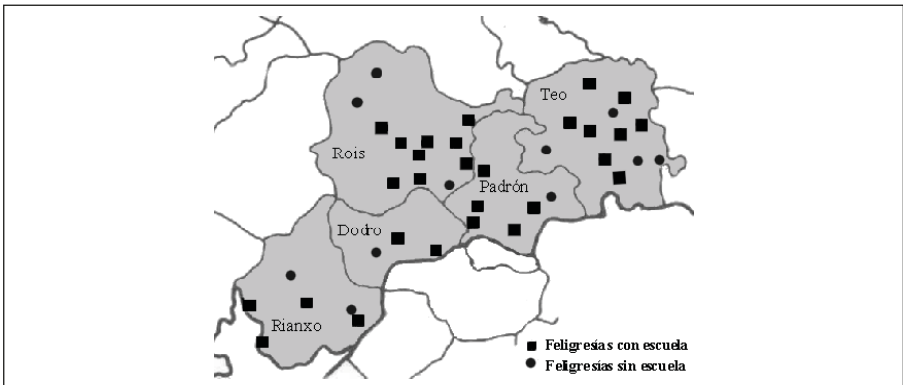 Teo
Rois
Padrón
Dodro
Rianxo
Feligresías con escuela
Feligresías sin escuela